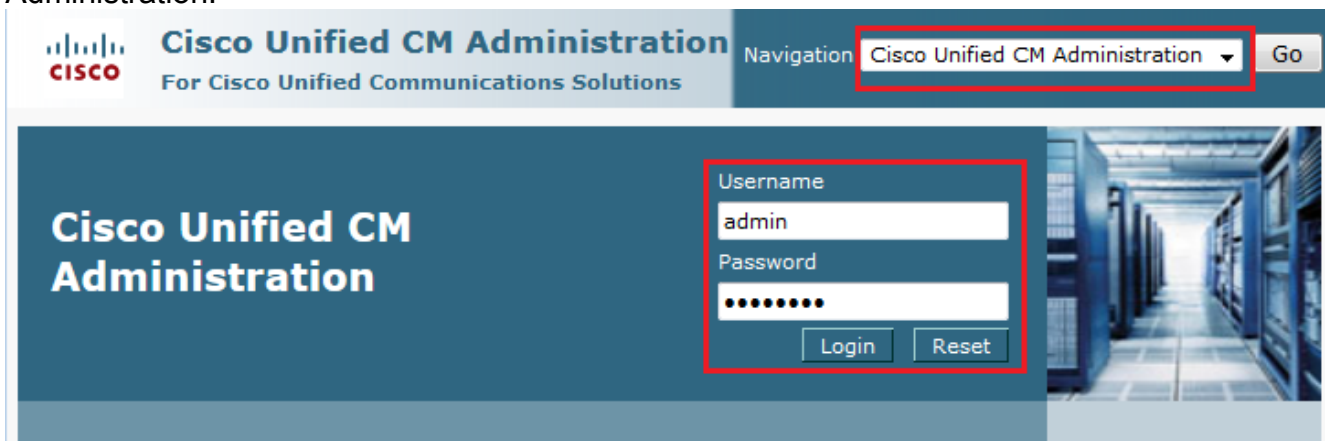 Administration.
Cisco Unified CM Administration
For Cisco Unified Communications Solutions
CISCO
Navigation Cisco Unified CM Administration Go
Cisco Unified CM
Administration
Username
admin
Password
••••••••
Login Reset